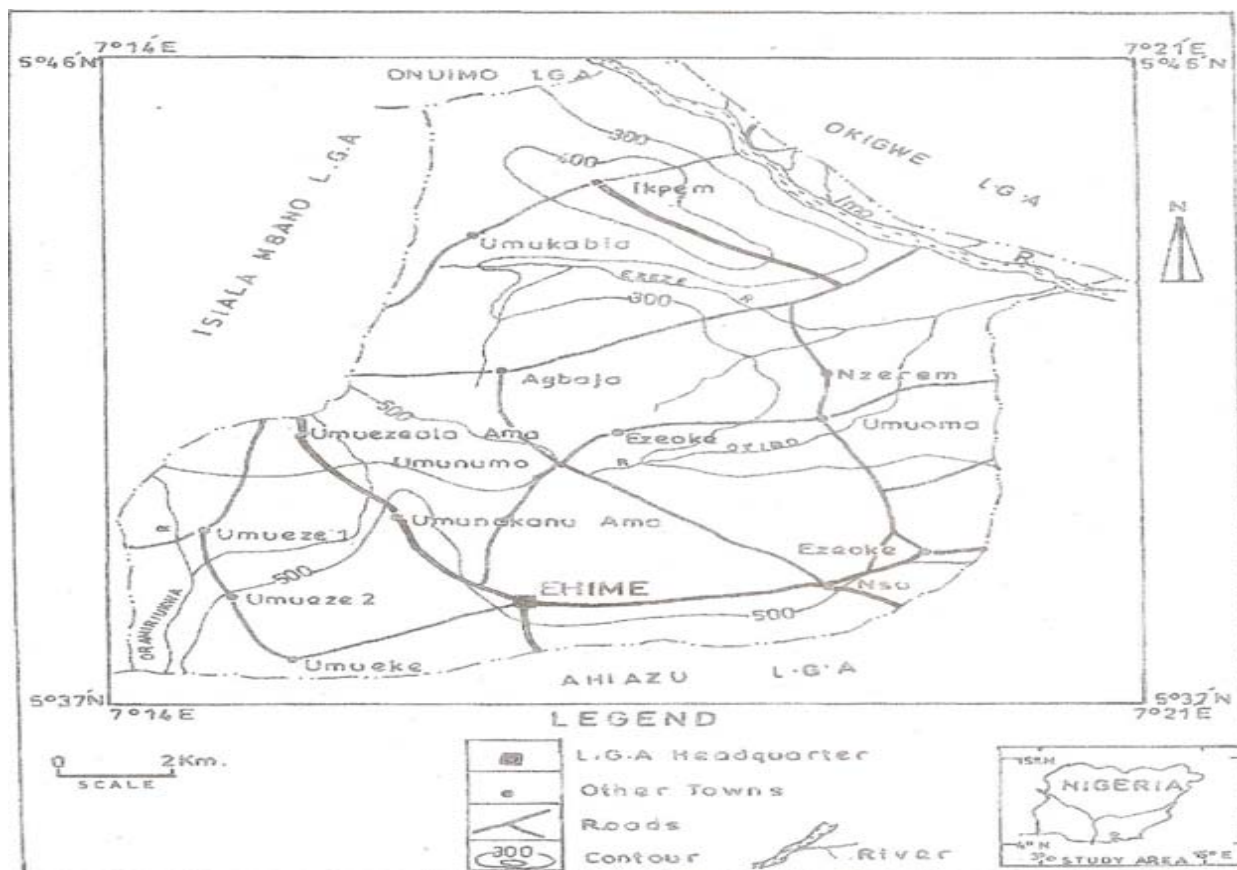 7°14'E
7°21'E
5°46'N
5°45'N
ONUIMO L.G.A
OKIGWE L.G.A
ISIALA MBANO L.G.A
300
400
Ikpem
Imo
R.
N
Umukabia
EZEZE R
300
Agbaja
Nzerem
500
Umuezeala Ama
Ezeoke
Umuoma
Umunumo
R
Umunakanu Ama
Umueze 1
R
ORAHIRIUKWA
500
Umueze 2
Ezeoke
Nsu
EHIME
500
Umueke
AHIAZU L.G.A
5°37'N
5°37'N
7°14'E
7°21'E
LEGEND
0 2Km.
SCALE
L.G.A Headquarter
Other Towns
Roads
300
Contour
River
15°N
NIGERIA
4°N
STUDY AREA